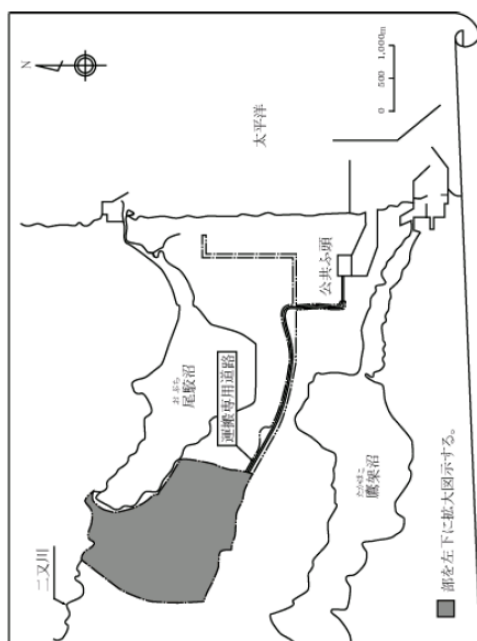 二又川
N
太平洋
お ぶち
尾駮沼
運搬専用道路
公共ふ頭
0 500 1,000m
たかほこ
鷹架沼
部を左下に拡大図示する。